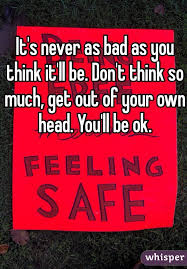 It's never as bad as you
think it'll be. Don't think so
much, get out of your own
head. You'll be ok.
FEELING
SAFE
whisper